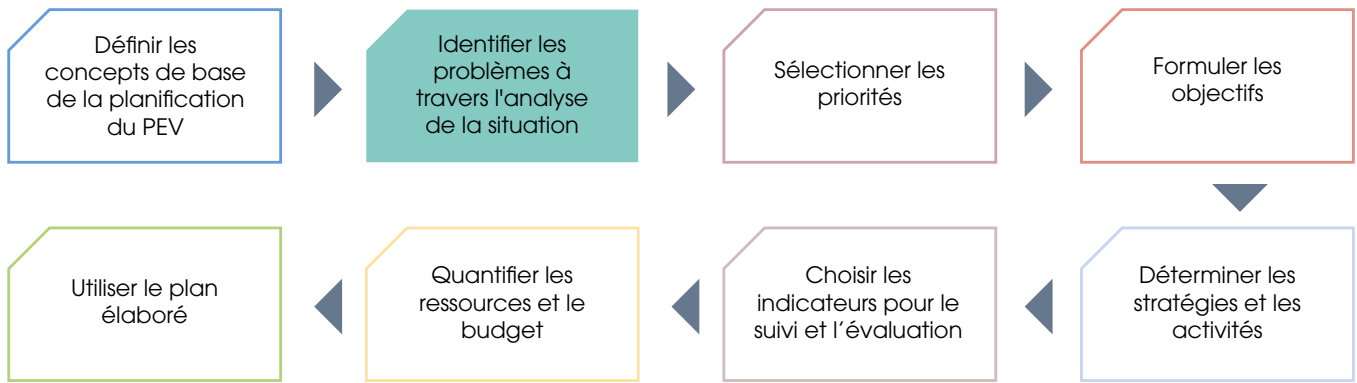 Définir les
concepts de base
de la planification
du PEV
Identifier les
problèmes à
travers l'analyse
de la situation
Sélectionner les
priorités
Formuler les
objectifs
Déterminer les
stratégies et les
activités
Choisir les
indicateurs pour le
suivi et l’évaluation
Quantifier les
ressources et le
budget
Utiliser le plan
élaboré